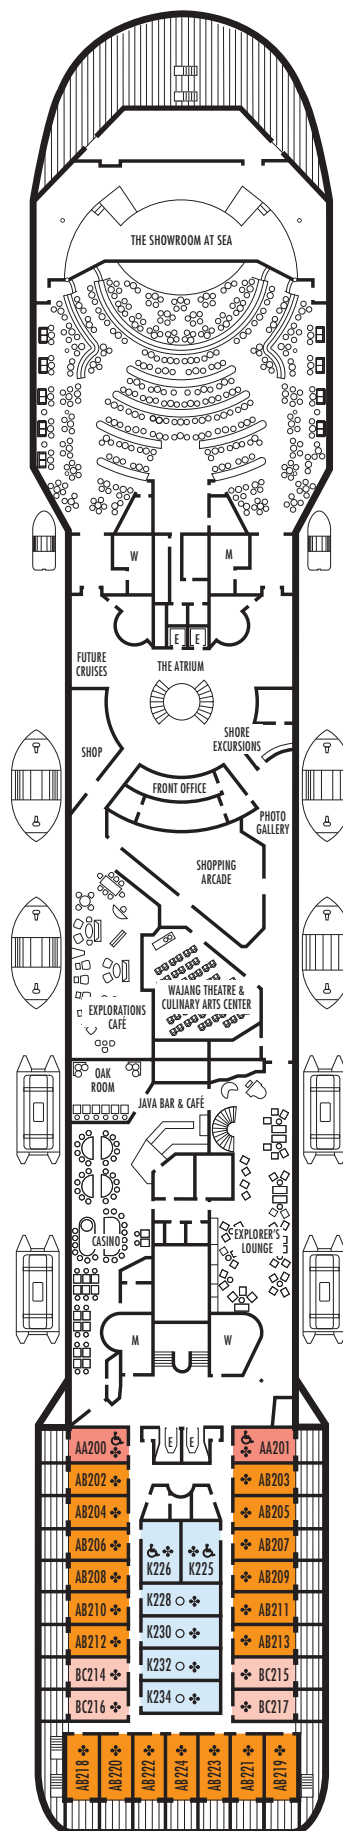 THE SHOWROOM AT SEA
W
M
E
E
FUTURE
CRUISES
THE ATRIUM
SHORE
EXCURSIONS
SHOP
FRONT OFFICE
PHOTO
GALLERY
SHOPPING
ARCADE
WAJANG THEATRE &
CULINARY ARTS CENTER
EXPLORATIONS
CAFÉ
OAK
ROOM
JAVA BAR & CAFÉ
CASINO
EXPLORER'S
LOUNGE
M
W
E
E
AA200
AA201
AB202
AB203
AB204
AB205
AB206
AB207
AB208
K226
K225
AB209
AB210
K228
AB211
AB212
K230
AB213
BC214
K232
BC215
BC216
K234
BC217
AB218
AB220
AB222
AB224
AB223
AB221
AB219